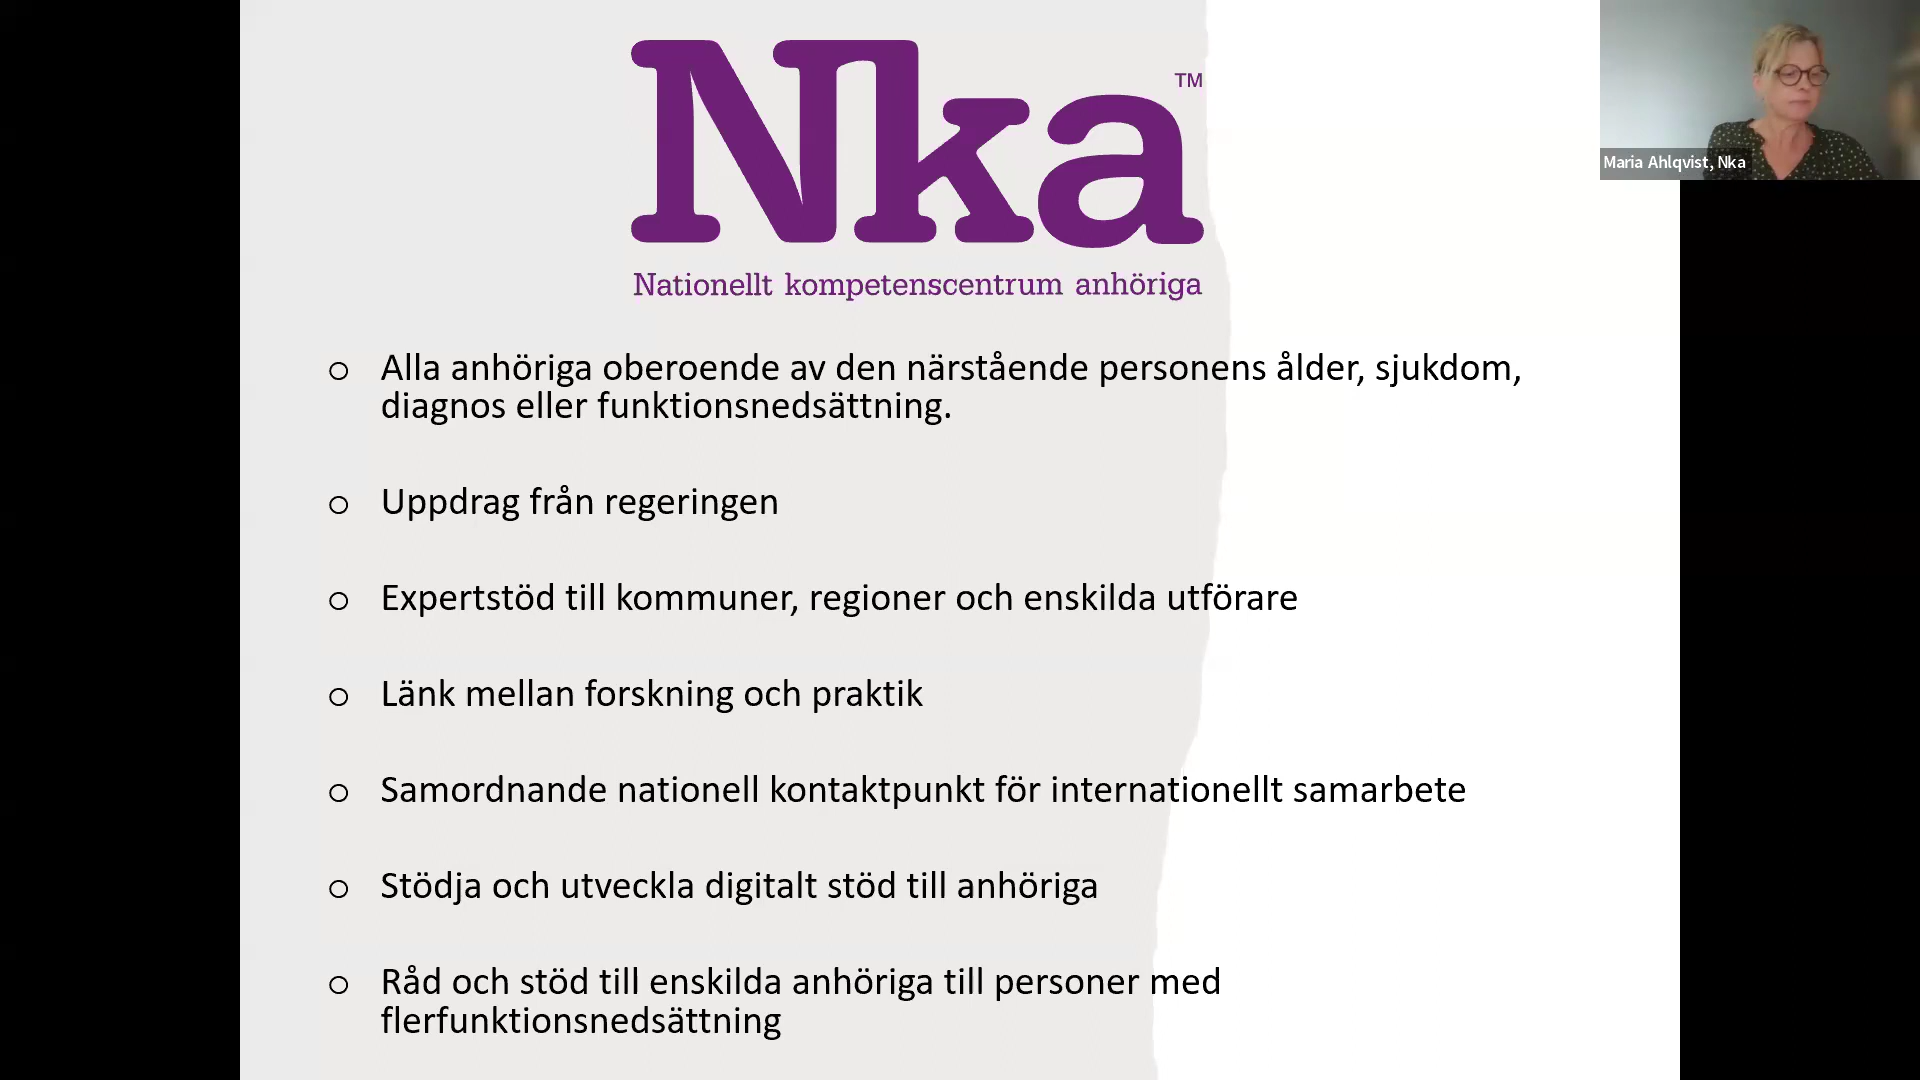 Nka
TM
Nationellt kompetenscentrum anhöriga
Maria Ahlqvist, Nka
o Alla anhöriga oberoende av den närstående personens ålder, sjukdom,
diagnos eller funktionsnedsättning.
o Uppdrag från regeringen
o Expertstöd till kommuner, regioner och enskilda utförare
o Länk mellan forskning och praktik
o Samordnande nationell kontaktpunkt för internationellt samarbete
o Stödja och utveckla digitalt stöd till anhöriga
o Råd och stöd till enskilda anhöriga till personer med
flerfunktionsnedsättning